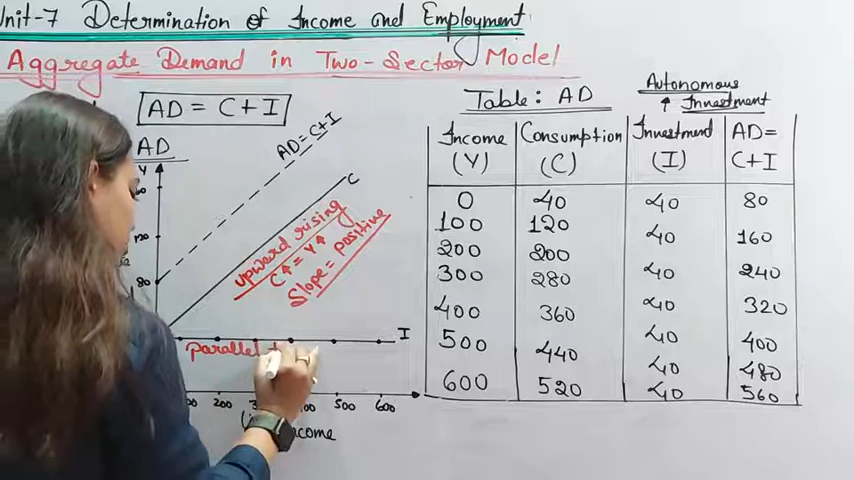 Unit-7 Determination of Income and Employment
Aggregate Demand in Two-Sector Model
AD = C+I
AD
Y
120
80
AD=C+I
C
upward rising
C↑ = Y↑
Slope = positive
I
parallel
200
500
600
Table: AD
Autonomous
↑ Investment
Income (Y) Consumption (C) Investment (I) AD= C+I
0 40 40 80
100 120 40 160
200 200 40 240
300 280 40 320
400 360 40 400
500 440 40 480
600 520 40 560